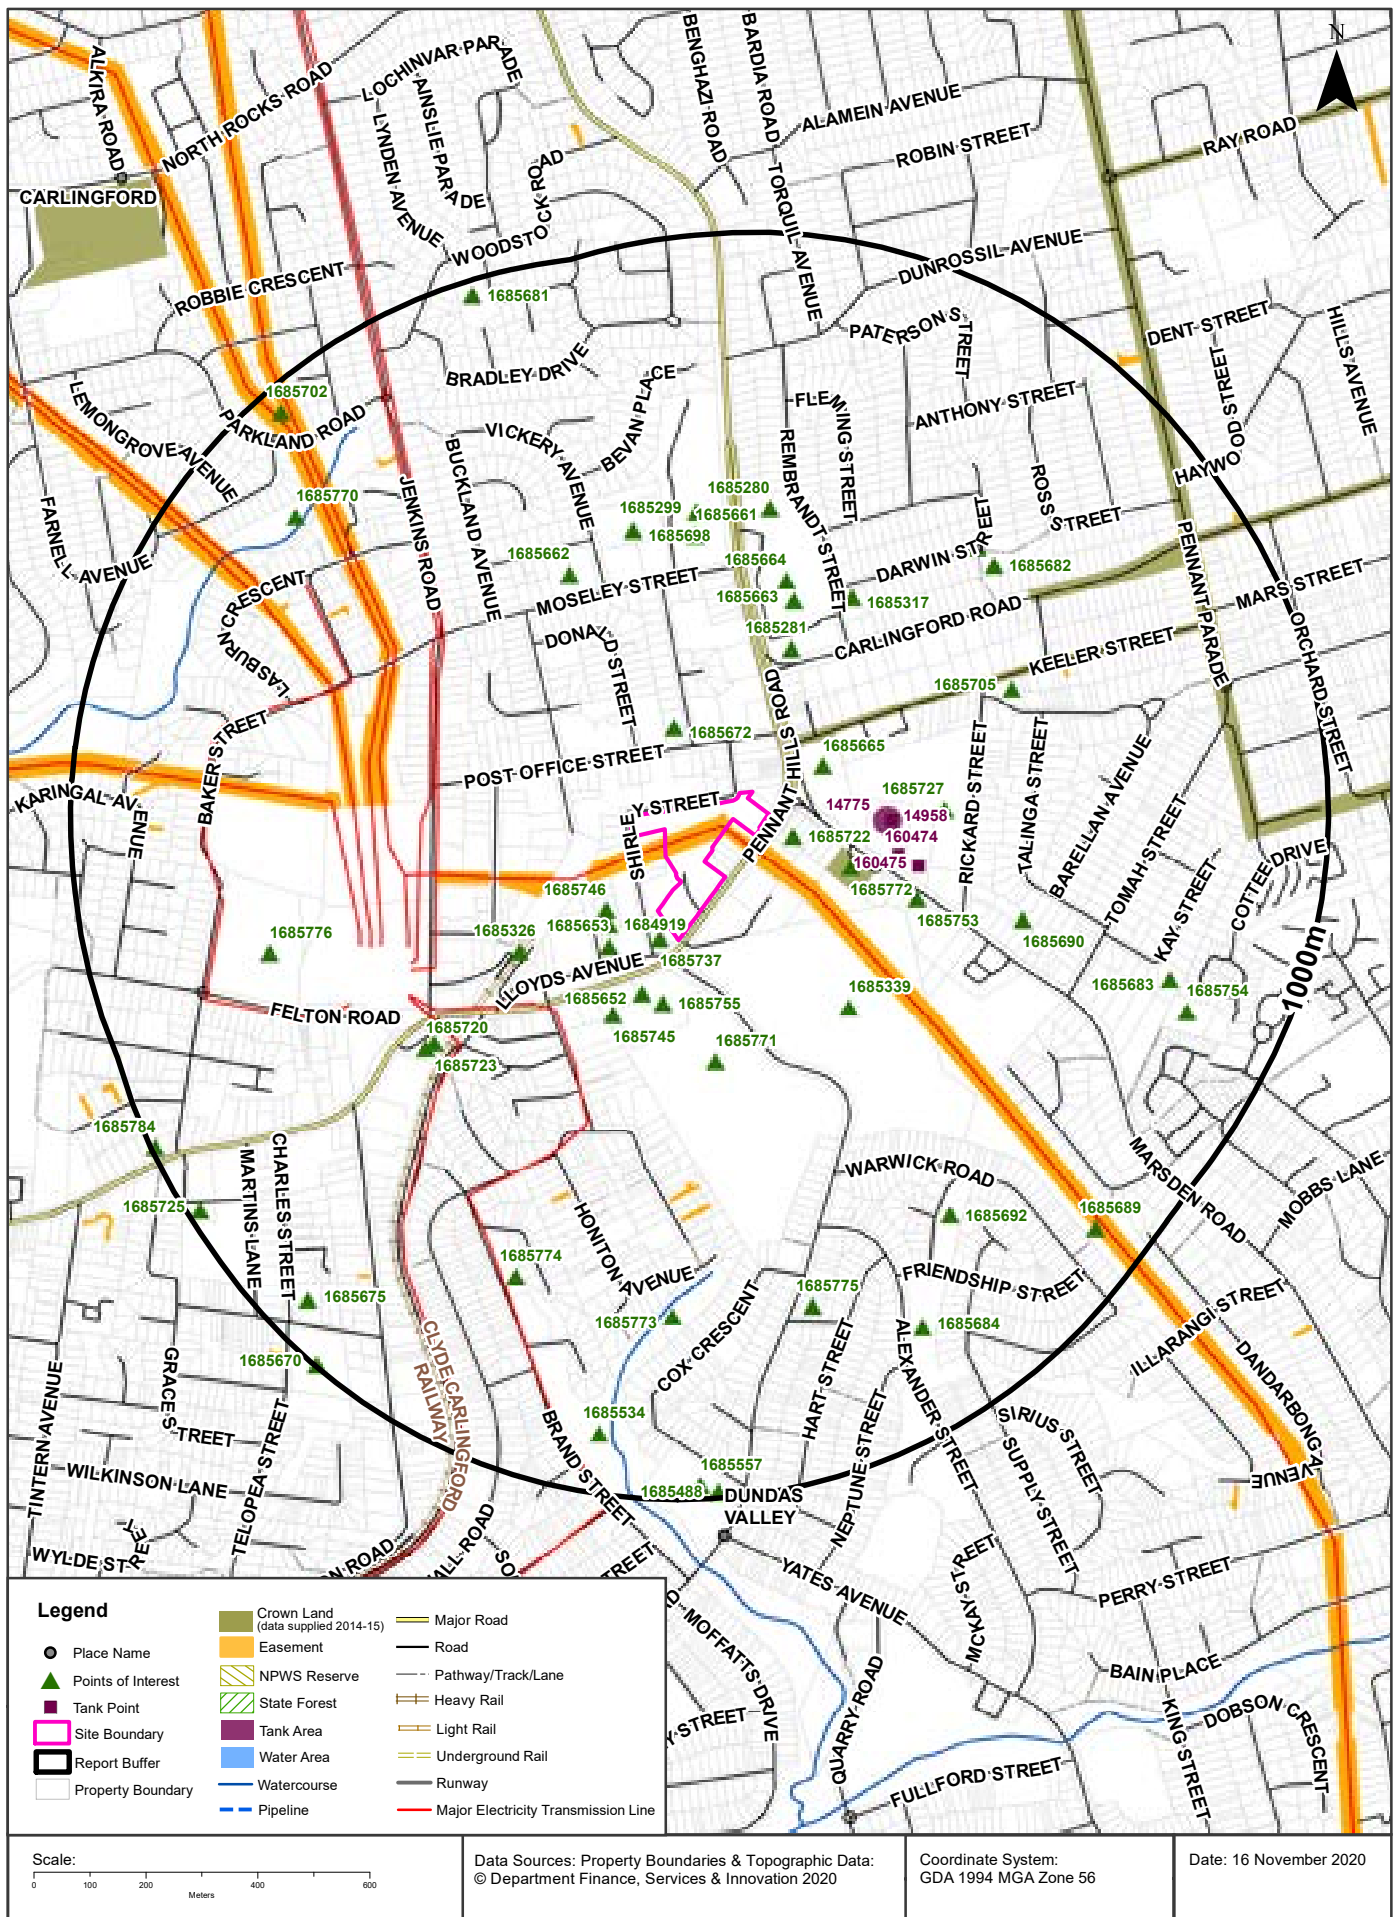 N
ALKIRA ROAD
NORTH ROCKS ROAD
LOCHINVAR PARADE
AINSLIE PARADE
LYNDEN AVENUE
WOODSTOCK ROAD
BENGHAZI ROAD
BARDIA ROAD
ALAMEIN AVENUE
ROBIN STREET
RAY ROAD
CARLINGFORD
TORQUIL AVENUE
DUNROSSIL AVENUE
ROBBIE CRESCENT
1685681
PATERSON STREET
DENT STREET
HILLS AVENUE
BRADLEY DRIVE
BEVAN PLACE
1685702
PARKLAND ROAD
LEMONGROVE AVENUE
VICKERY AVENUE
FLEMING STREET
ANTHONY STREET
HAYWOOD STREET
REMBRANDT STREET
BUCKLAND AVENUE
JENKINS ROAD
1685770
1685280
1685299
1685661
1685698
ROSS STREET
FARNELL AVENUE
1685662
1685664
DARWIN STREET
1685682
PENNANT PARADE
LASBURN CRESCENT
MOSELEY STREET
1685663
1685317
MARS STREET
DONALD STREET
1685281
CARLINGFORD ROAD
ORCHARD STREET
KEELER STREET
1685705
BAKER STREET
PENNANT HILLS ROAD
1685672
1685665
POST OFFICE STREET
RICKARD STREET
TALINGA STREET
BARELLAN AVENUE
KARINGAL AVENUE
SHIRLEY STREET
1685727
14775
14958
160474
1685722
160475
TOMAH STREET
KAY STREET
COTTEE DRIVE
1685746
1685772
1685753
1685776
1685326
1685653
1684919
1685690
LLOYDS AVENUE
1685737
1685683
1685754
1000m
FELTON ROAD
1685652
1685755
1685339
1685720
1685745
1685771
1685723
1685784
CHARLES STREET
MARTINS LANE
WARWICK ROAD
MARSDEN ROAD
MOBBS LANE
1685725
HONITON AVENUE
1685692
1685689
1685774
FRIENDSHIP STREET
1685675
1685775
ILLARANGI STREET
1685773
COX CRESCENT
1685684
CLYDE CARLINGFORD
RAILWAY
HART STREET
ALEXANDER STREET
DANDARBONG AVENUE
1685670
TINTERN AVENUE
GRACE STREET
TELOPEA STREET
1685534
BRAND STREET
NEPTUNE STREET
SIRIUS STREET
SUPPLY STREET
WILKINSON LANE
1685557
1685488
DUNDAS
VALLEY
WYLDE STREET
ON ROAD
ALL ROAD
SO
TREET
YATES AVENUE
MCKAY STREET
PERRY STREET
MOFFATTS DRIVE
BAIN PLACE
KING STREET
DOBSON CRESCENT
Y STREET
QUARRY ROAD
FULLFORD STREET
Legend
Place Name
Points of Interest
Tank Point
Site Boundary
Report Buffer
Property Boundary
Crown Land
(data supplied 2014-15)
Easement
NPWS Reserve
State Forest
Tank Area
Water Area
Watercourse
Pipeline
Major Road
Road
Pathway/Track/Lane
Heavy Rail
Light Rail
Underground Rail
Runway
Major Electricity Transmission Line
Scale:
0 100 200 400 600
Meters
Data Sources: Property Boundaries & Topographic Data:
© Department Finance, Services & Innovation 2020
Coordinate System:
GDA 1994 MGA Zone 56
Date: 16 November 2020